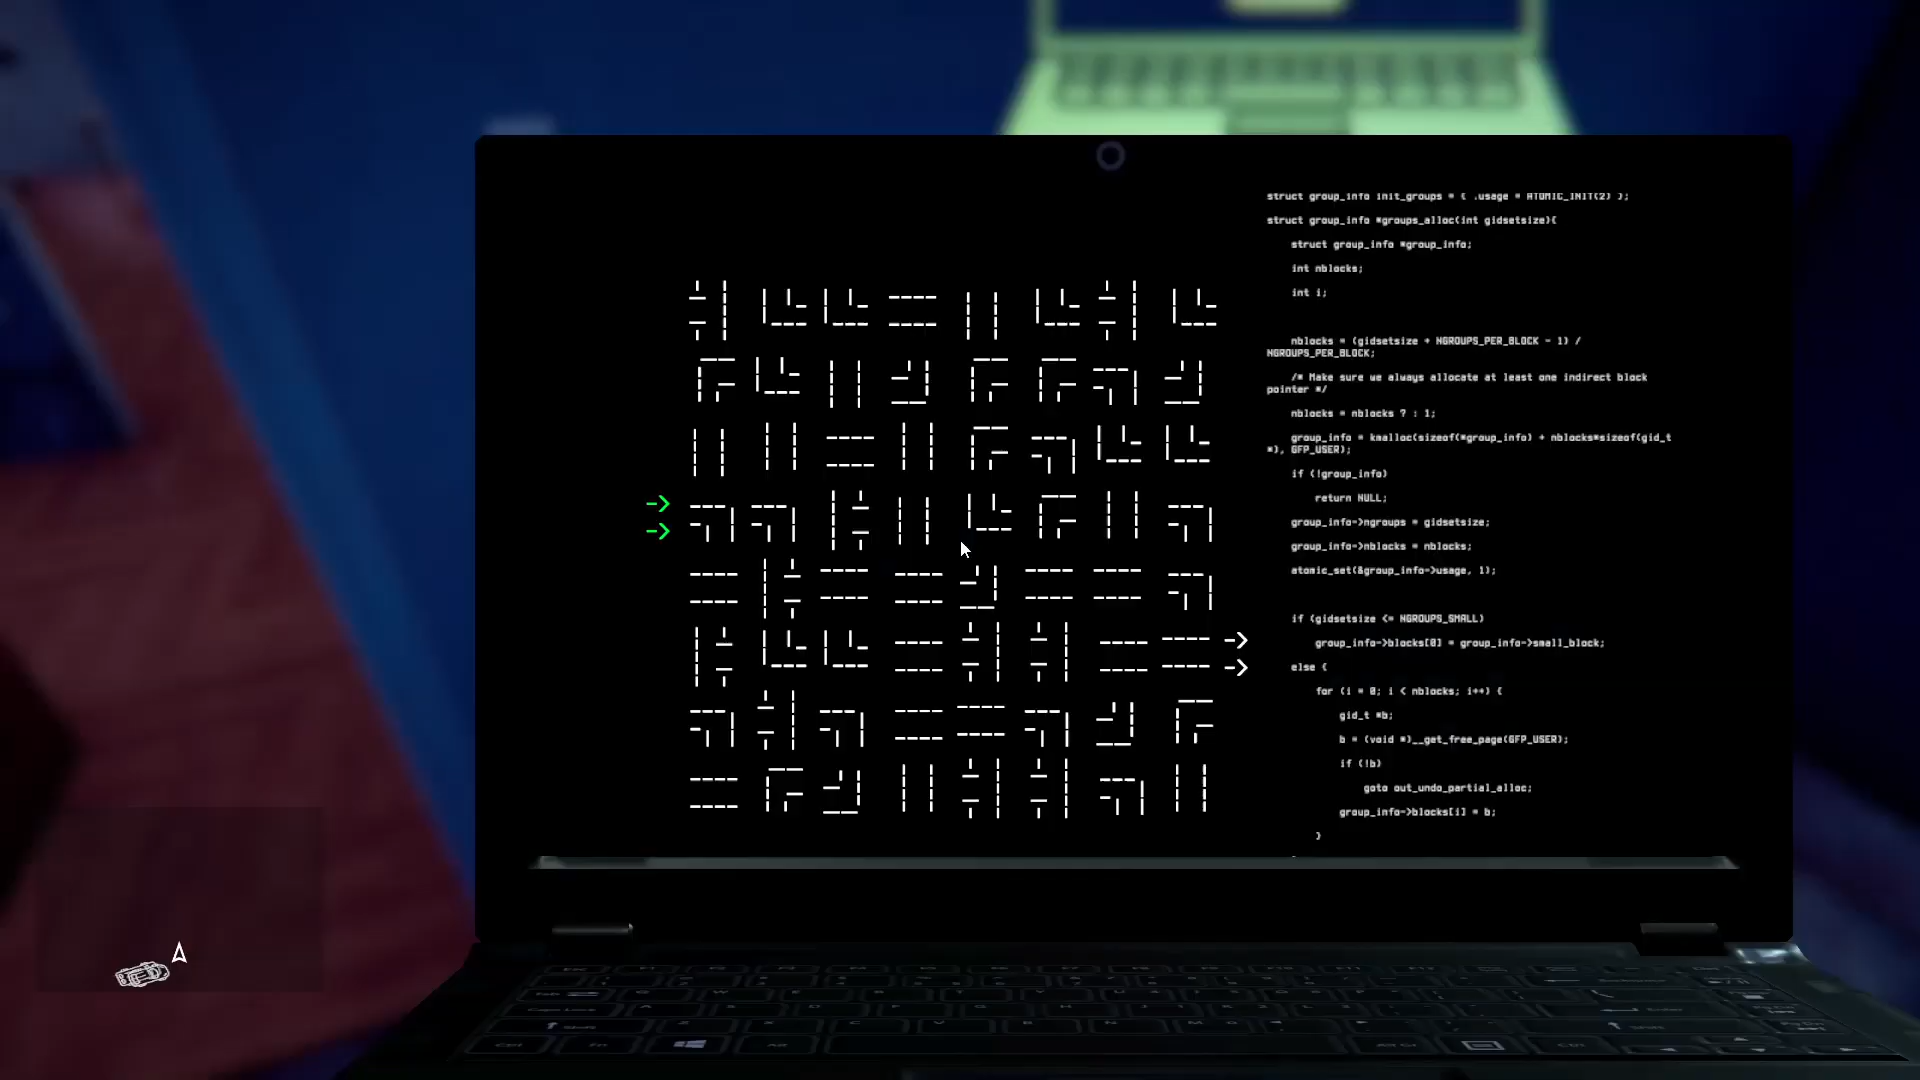 struct group_info init_groups = { .usage = ATOMIC_INIT(2) };
struct group_info *groups_alloc(int gidsetsize){
struct group_info *group_info;
int nblocks;
int i;
nblocks = (gidsetsize + NGROUPS_PER_BLOCK - 1) /
NGROUPS_PER_BLOCK;
/* Make sure we always allocate at least one indirect block
pointer */
nblocks = nblocks ? : 1;
group_info = kmalloc(sizeof(*group_info) + nblocks*sizeof(gid_t
*), GFP_USER);
if (!group_info)
return NULL;
group_info->ngroups = gidsetsize;
group_info->nblocks = nblocks;
atomic_set(&group_info->usage, 1);
if (gidsetsize <= NGROUPS_SMALL)
group_info->blocks[0] = group_info->small_block;
else {
for (i = 0; i < nblocks; i++) {
gid_t *b;
b = (void *)__get_free_page(GFP_USER);
if (!b)
goto out_undo_partial_alloc;
group_info->blocks[i] = b;
}